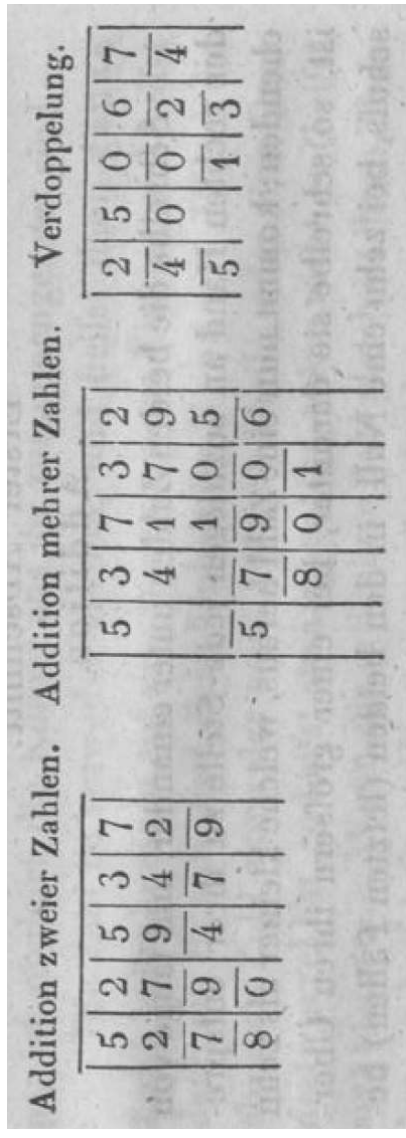 Addition zweier Zahlen.
5 2 5 3 7
2 7 9 4 2
7 9 4 7 9
8 0
Addition mehrer Zahlen.
5 3 7 3 2
4 1 7 9
1 0 5
5 7 9 0 6
8 0 1
Verdoppelung.
2 5 0 6 7
4 0 0 2 4
5 1 3